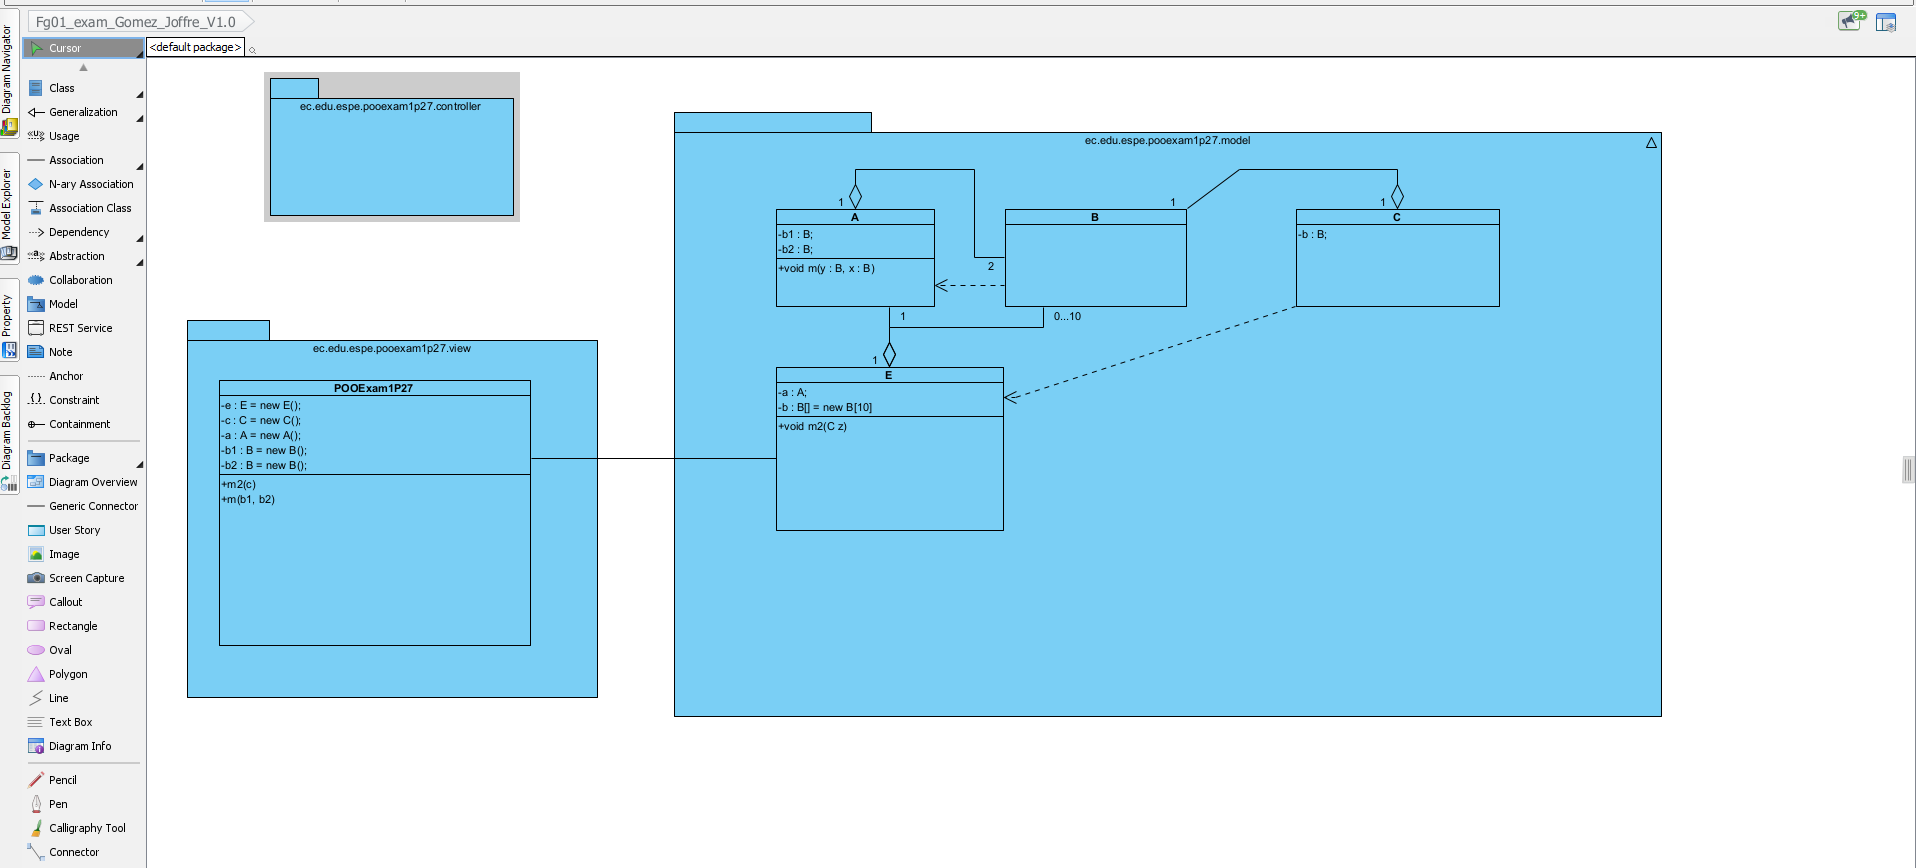 Fg01_exam_Gomez_Joffre_V1.0
9+
Diagram Navigator
Model Explorer
Property
Diagram Backlog
Cursor
<default package>
Class
Generalization
Usage
Association
N-ary Association
Association Class
Dependency
Abstraction
Collaboration
Model
REST Service
Note
Anchor
Constraint
Containment
Package
Diagram Overview
Generic Connector
User Story
Image
Screen Capture
Callout
Rectangle
Oval
Polygon
Line
Text Box
Diagram Info
Pencil
Pen
Calligraphy Tool
Connector
ec.edu.espe.pooexam1p27.controller
ec.edu.espe.pooexam1p27.view
POOExam1P27
-e : E = new E();
-c : C = new C();
-a : A = new A();
-b1 : B = new B();
-b2 : B = new B();
+m2(c)
+m(b1, b2)
ec.edu.espe.pooexam1p27.model
1
A
-b1 : B;
-b2 : B;
+void m(y : B, x : B)
1
B
2
1
C
-b : B;
1
0...10
1
E
-a : A;
-b : B[] = new B[10]
+void m2(C z)